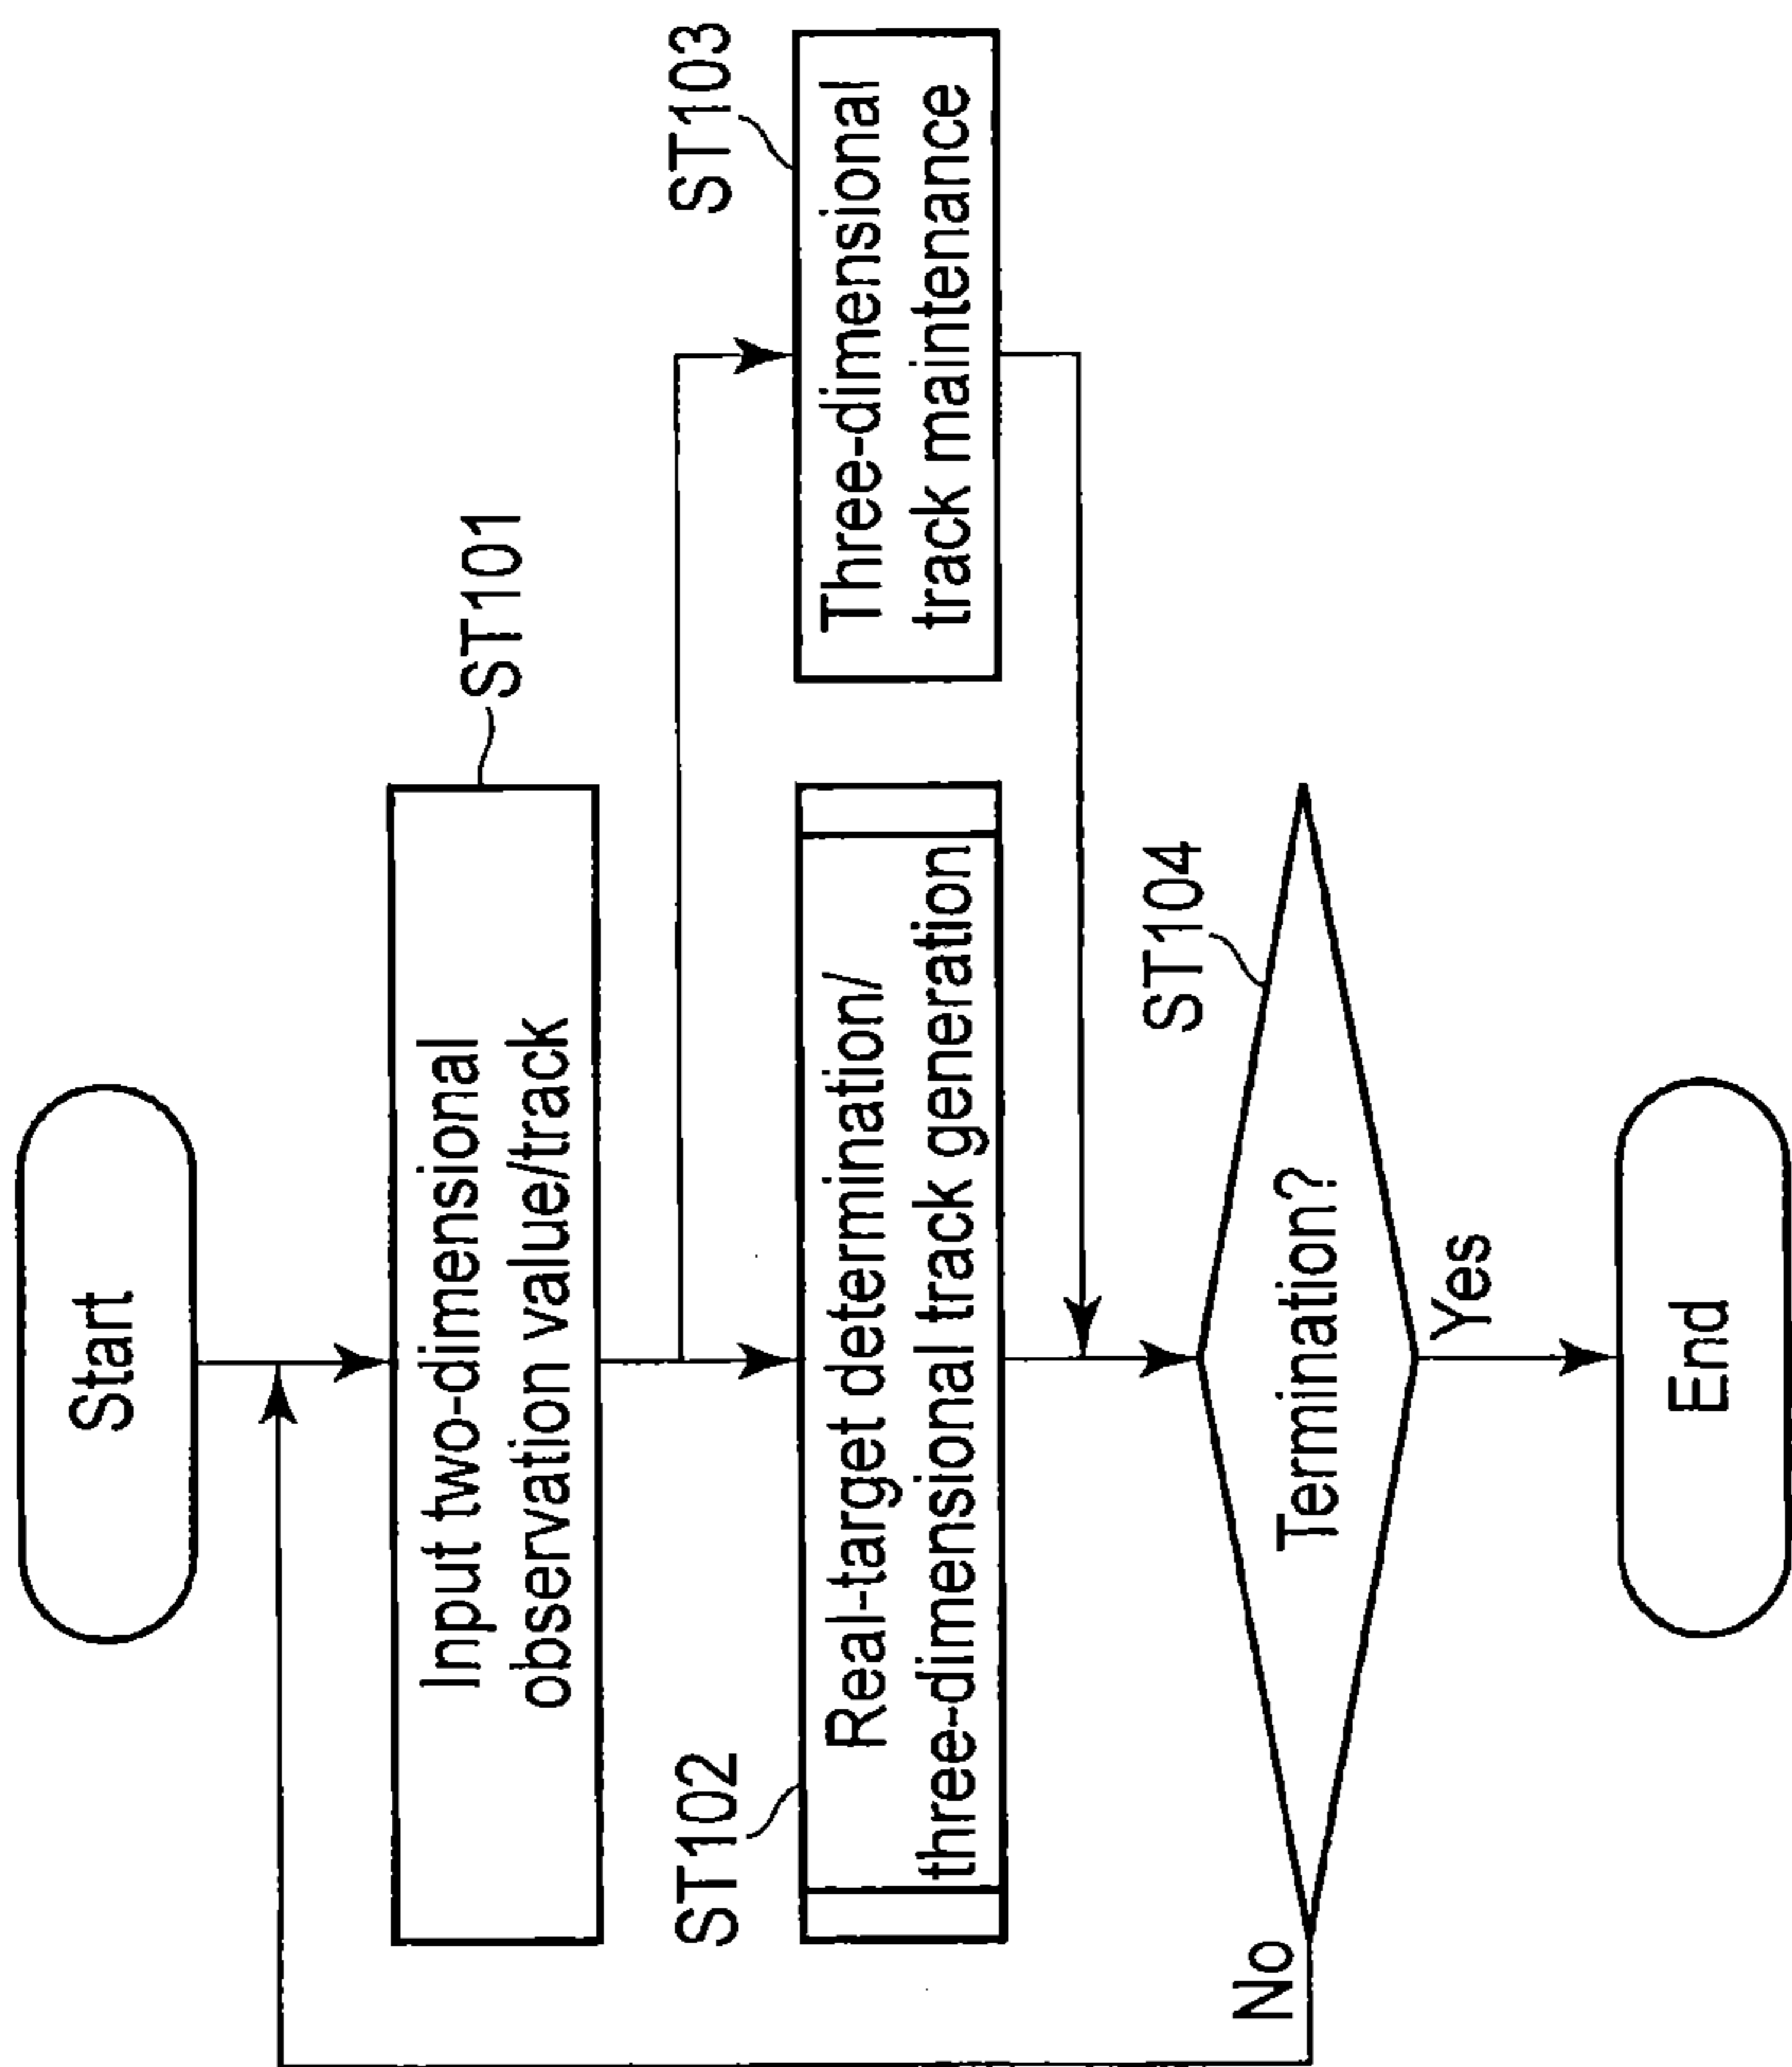 Start
ST101
Input two-dimensional
observation value/track
ST102
Real-target determination/
three-dimensional track generation
ST103
Three-dimensional
track maintenance
ST104
Termination?
No
Yes
End